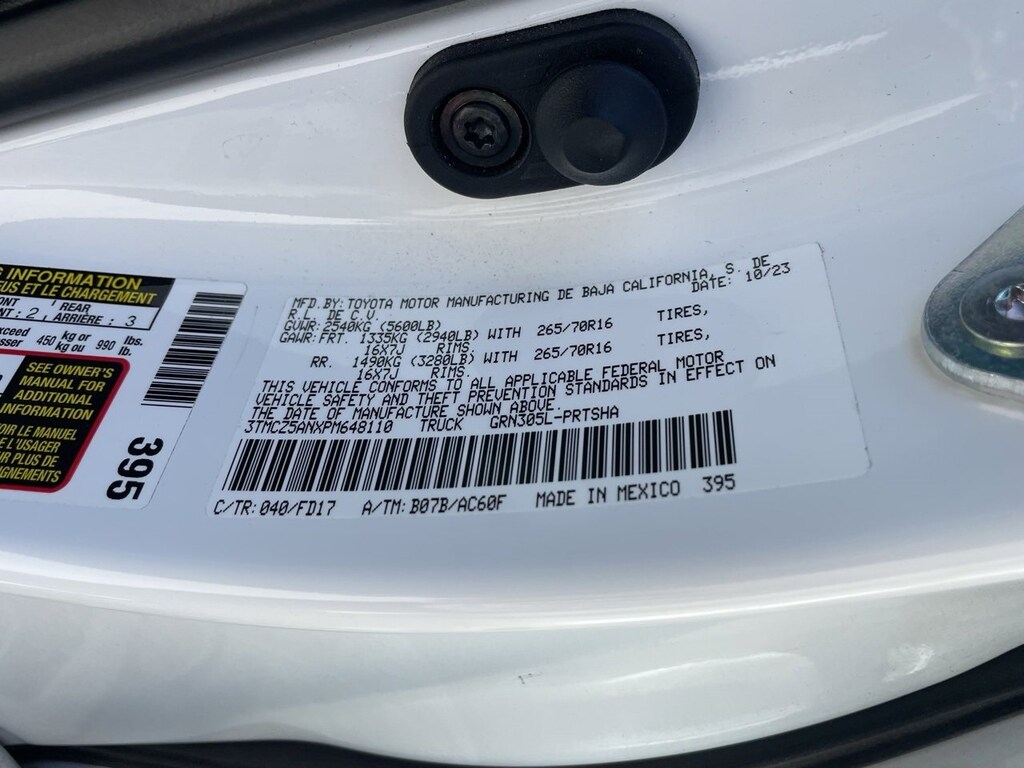 G INFORMATION
EUS ET LE CHARGEMENT
ONT
NT : 2
REAR
ARRIÈRE : 3
exceed
sser 450 kg or kg ou 990 lbs. lb.
SEE OWNER'S
MANUAL FOR
ADDITIONAL
INFORMATION
OIR LE MANUEL
E L'USAGER
R PLUS DE
IGNEMENTS
395
MFD.BY:TOYOTA MOTOR MANUFACTURING DE BAJA CALIFORNIA, S. DE
R.L. DE C.V. DATE: 10/23
GVWR:2540KG (5600LB)
GAWR:FRT. 1335KG (2940LB) WITH 265/70R16 TIRES,
16X7J RIMS.
RR. 1490KG (3280LB) WITH 265/70R16 TIRES,
16X7J RIMS.
THIS VEHICLE CONFORMS TO ALL APPLICABLE FEDERAL MOTOR
VEHICLE SAFETY AND THEFT PREVENTION STANDARDS IN EFFECT ON
THE DATE OF MANUFACTURE SHOWN ABOVE.
3TMCZ5ANXPM648110 TRUCK GRN305L-PRTSHA
C/TR: 040/FD17 A/TM: B07B/AC60F MADE IN MEXICO 395